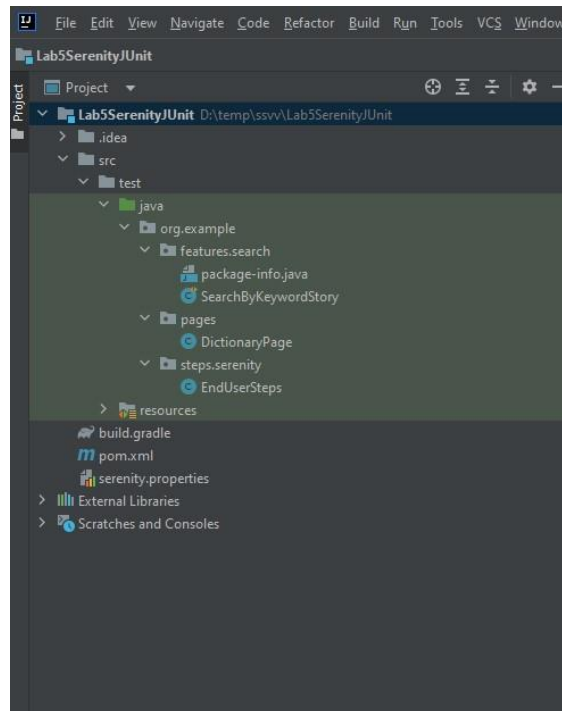 IJ File Edit View Navigate Code Refactor Build Run Tools VCS Window
Lab5SerenityJUnit
Project
Project
Lab5SerenityJUnit D:\temp\ssvv\Lab5SerenityJUnit
.idea
src
test
java
org.example
features.search
package-info.java
SearchByKeywordStory
pages
DictionaryPage
steps.serenity
EndUserSteps
resources
build.gradle
pom.xml
serenity.properties
External Libraries
Scratches and Consoles